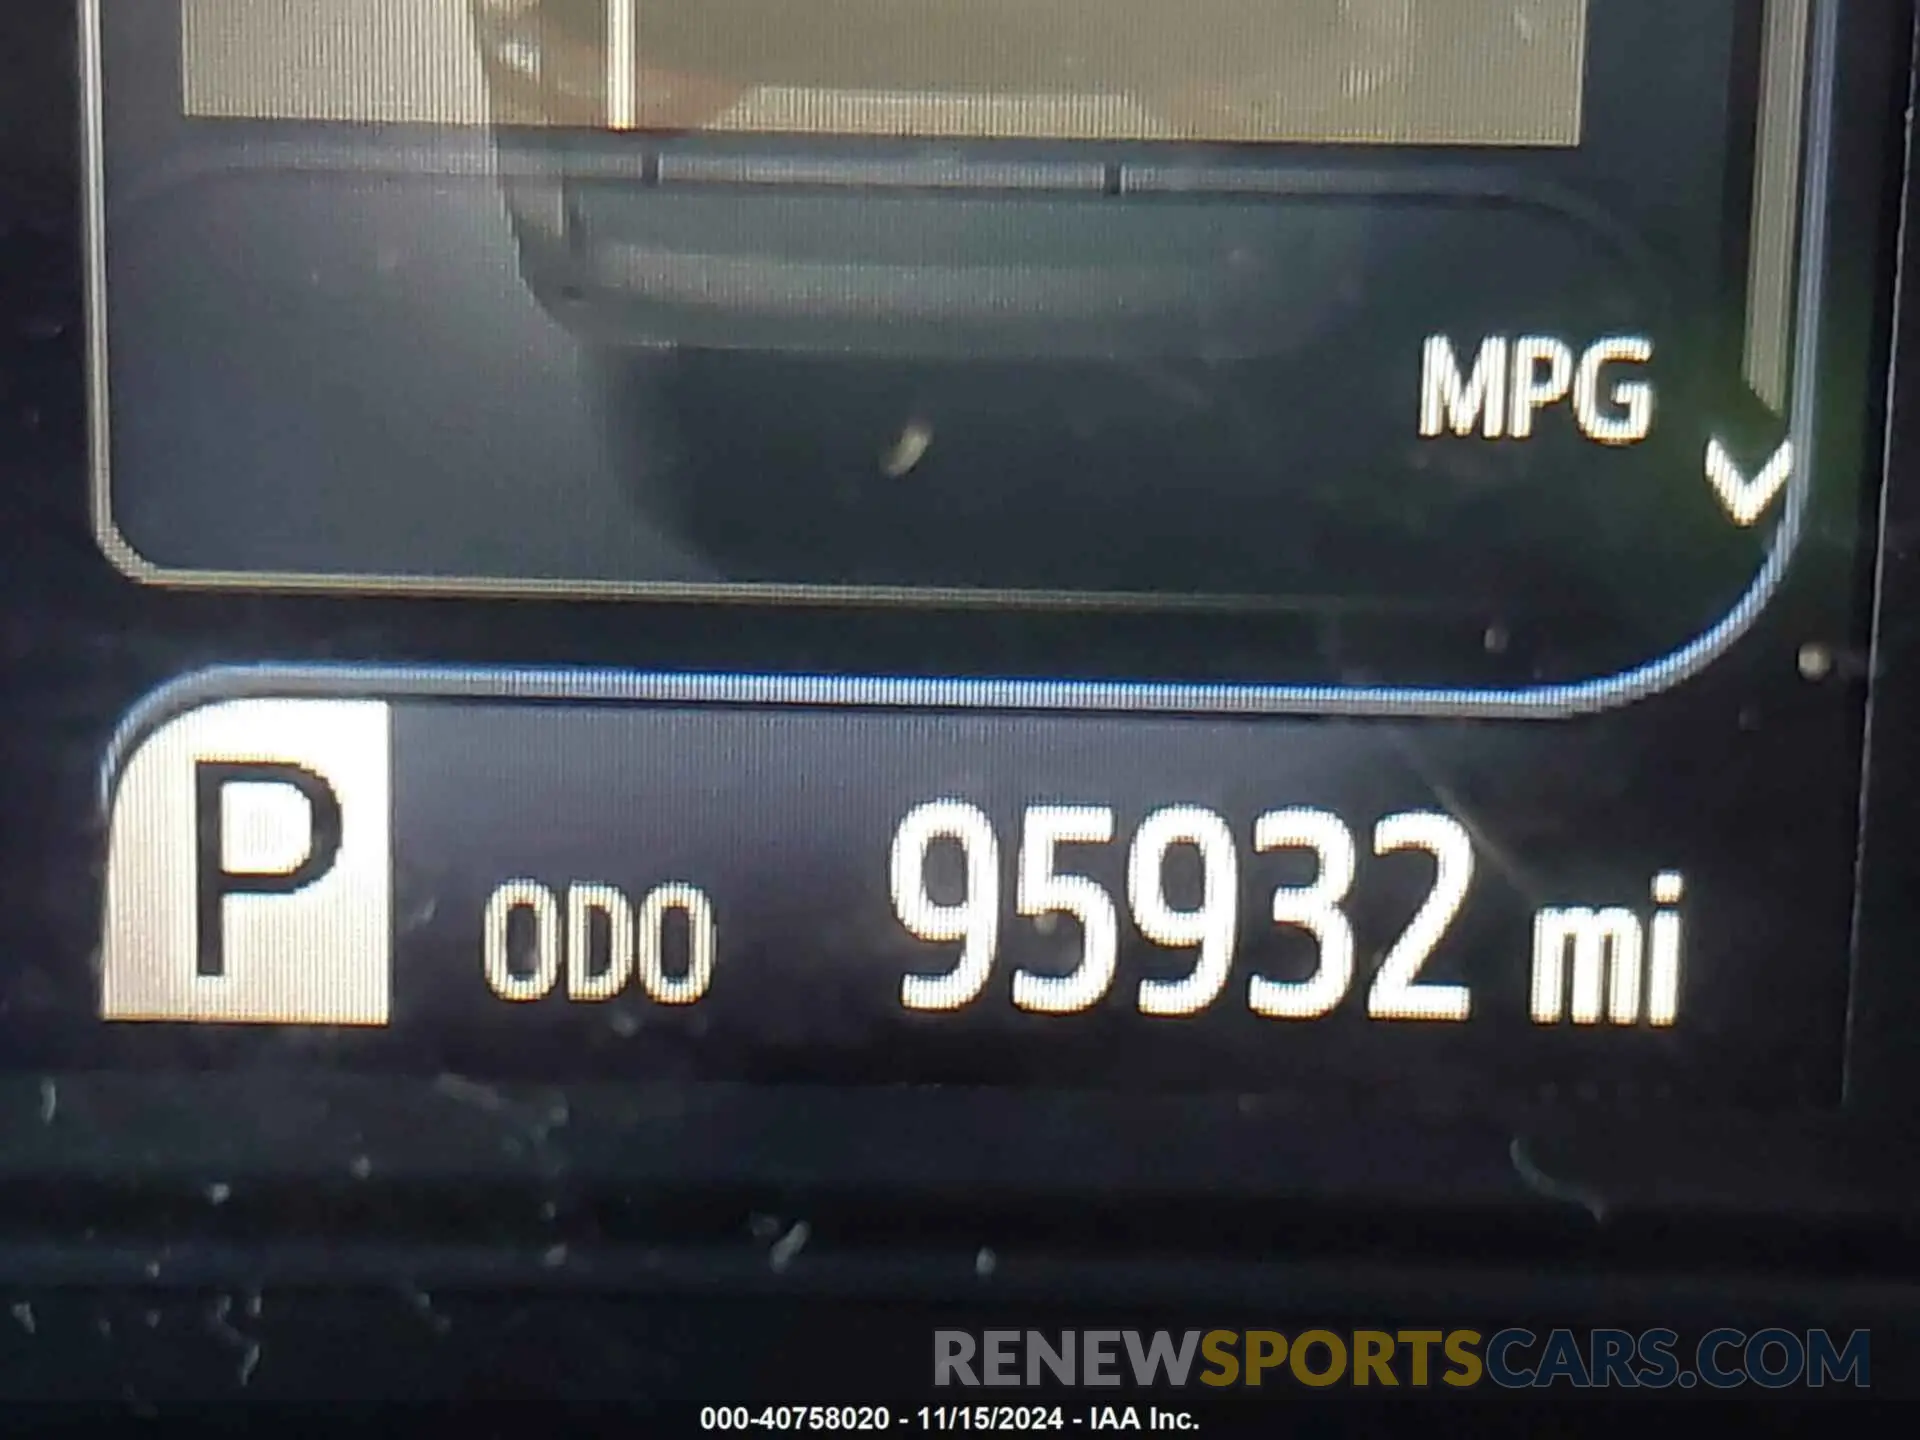 MPG
P ODO 95932 mi
RENEWSPORTSCARS.COM
000-40758020 - 11/15/2024 - IAA Inc.